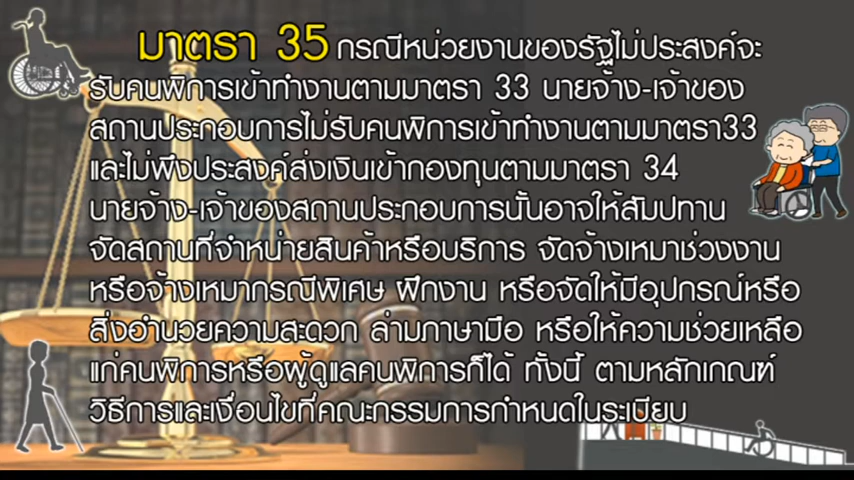 มาตรา 35 กรณีหน่วยงานของรัฐไม่ประสงค์จะ
รับคนพิการเข้าทำงานตามมาตรา 33 นายจ้าง-เจ้าของ
สถานประกอบการไม่รับคนพิการเข้าทำงานตามมาตรา33
และไม่พึงประสงค์ส่งเงินเข้ากองทุนตามมาตรา 34
นายจ้าง-เจ้าของสถานประกอบการนั้นอาจให้สัมปทาน
จัดสถานที่จำหน่ายสินค้าหรือบริการ จัดจ้างเหมาช่วงงาน
หรือจ้างเหมากรณีพิเศษ ฝึกงาน หรือจัดให้มีอุปกรณ์หรือ
สิ่งอำนวยความสะดวก ล่ามภาษามือ หรือให้ความช่วยเหลือ
แก่คนพิการหรือผู้ดูแลคนพิการก็ได้ ทั้งนี้ ตามหลักเกณฑ์
วิธีการและเงื่อนไขที่คณะกรรมการกำหนดในระเบียบ